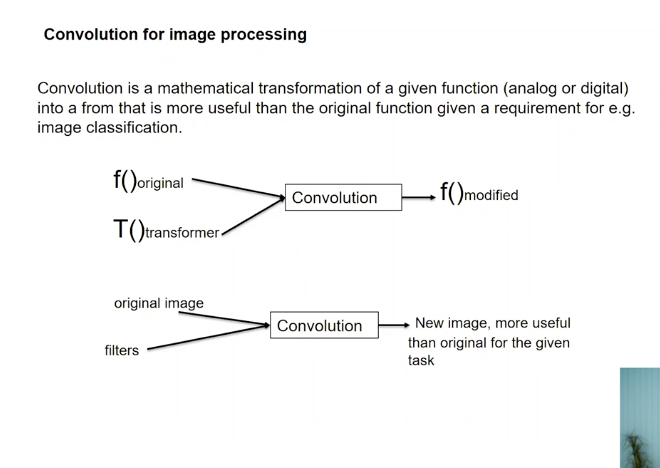 Convolution for image processing
Convolution is a mathematical transformation of a given function (analog or digital)
into a from that is more useful than the original function given a requirement for e.g.
image classification.
f()original
Convolution
f()modified
T()transformer
original image
Convolution
New image, more useful
than original for the given
task
filters